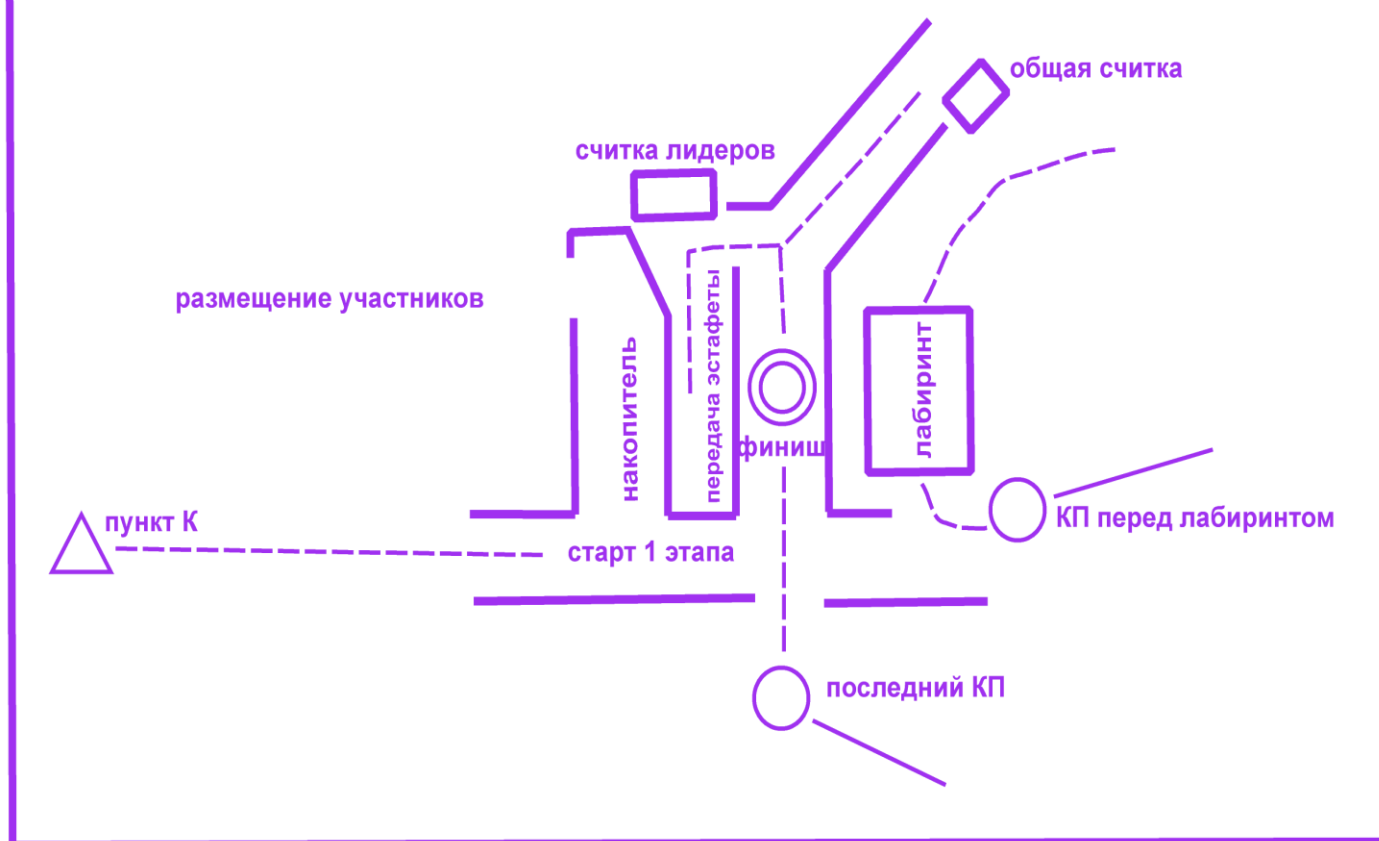 общая считка
считка лидеров
размещение участников
накопитель
передача эстафеты
лабиринт
финиш
пункт К
КП перед лабиринтом
старт 1 этапа
последний КП